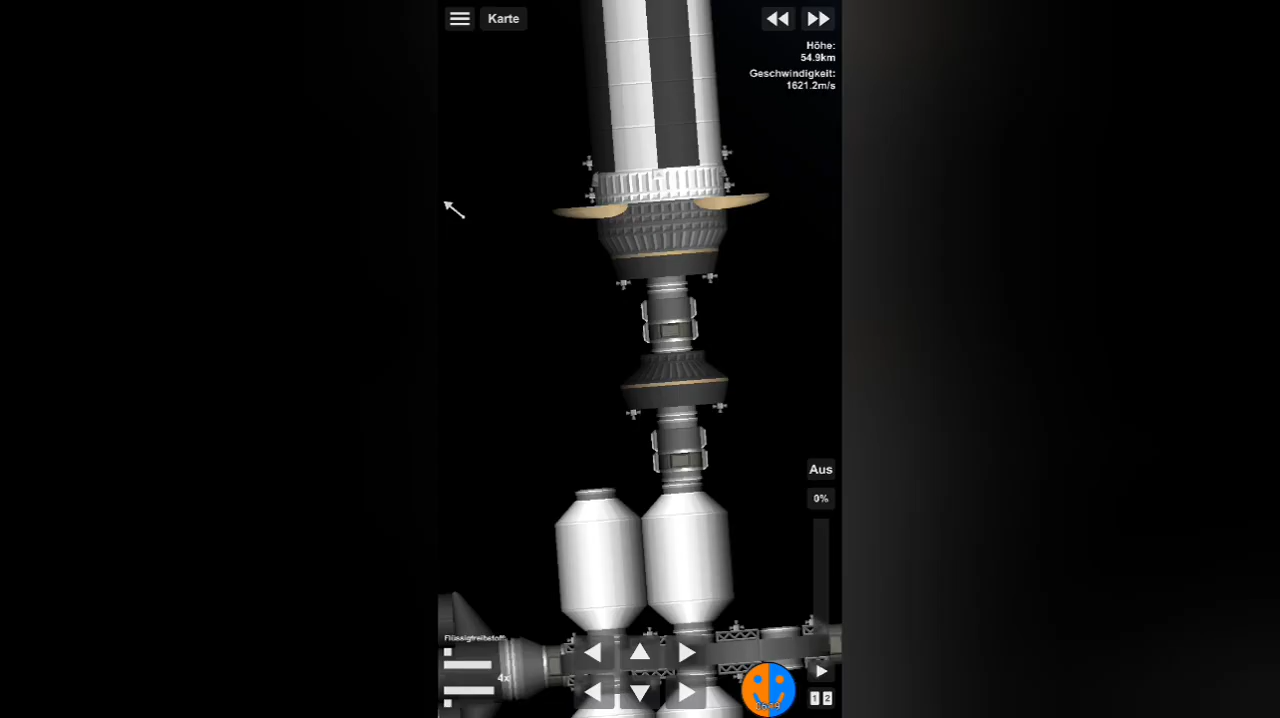 Karte
Höhe:
54.9km
Geschwindigkeit:
1621.2m/s
Aus
0%
Flüssigtreibstoff
4x
1 2